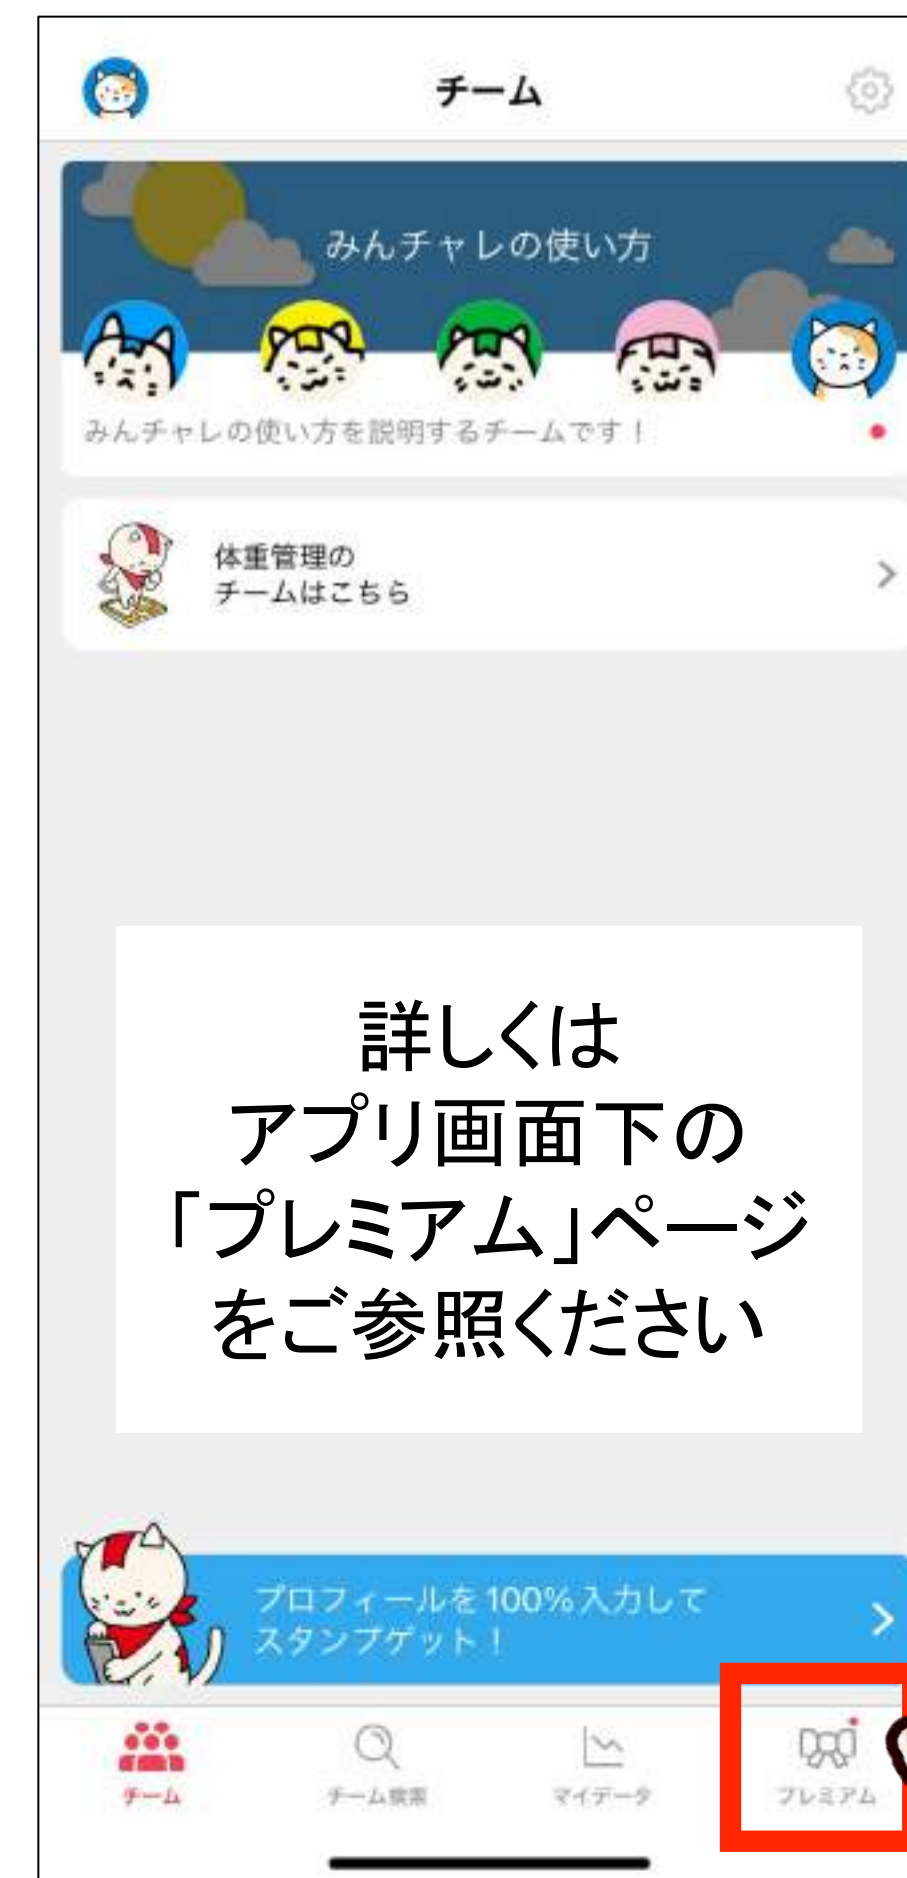 チーム
みんチャレの使い方
みんチャレの使い方を説明するチームです！
体重管理の
チームはこちら
詳しくは
アプリ画面下の
「プレミアム」ページ
をご参照ください
プロフィールを100%入力して
スタンプゲット！
チーム
チーム検索
マイデータ
プレミアム